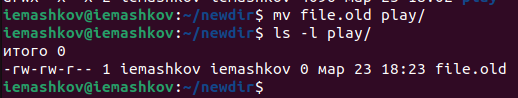 iemashkov@iemashkov:~/newdir$ mv file.old play/
iemashkov@iemashkov:~/newdir$ ls -l play/
итого 0
-rw-rw-r-- 1 iemashkov iemashkov 0 мар 23 18:23 file.old
iemashkov@iemashkov:~/newdir$